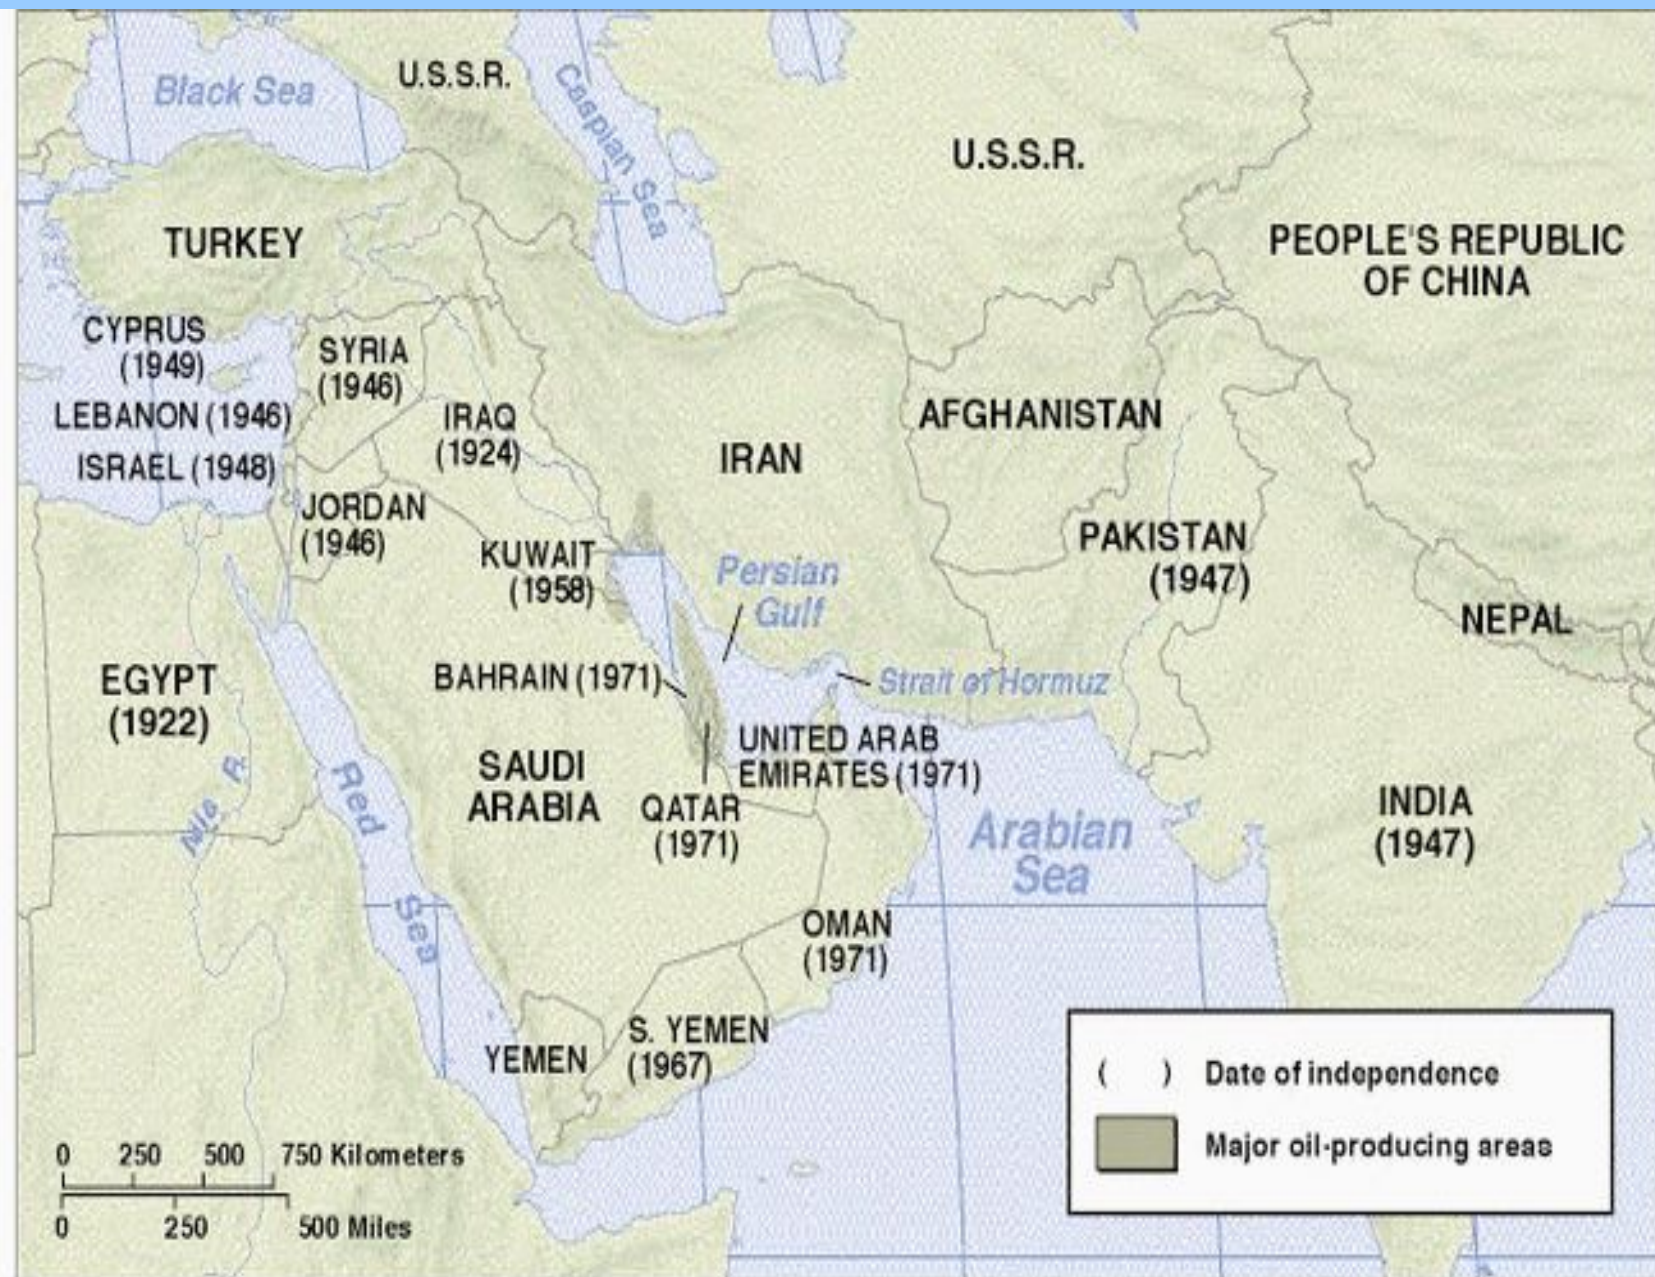 Black Sea
U.S.S.R.
Caspian Sea
U.S.S.R.
TURKEY
PEOPLE'S REPUBLIC
OF CHINA
CYPRUS
(1949)
SYRIA
(1946)
LEBANON (1946)
IRAQ
(1924)
AFGHANISTAN
ISRAEL (1948)
IRAN
JORDAN
(1946)
PAKISTAN
(1947)
KUWAIT
(1958)
Persian
Gulf
NEPAL
EGYPT
(1922)
BAHRAIN (1971)
Strait of Hormuz
UNITED ARAB
EMIRATES (1971)
SAUDI
ARABIA
QATAR
(1971)
Nile R.
Red Sea
Arabian
Sea
INDIA
(1947)
OMAN
(1971)
YEMEN
S. YEMEN
(1967)
( ) Date of independence
Major oil-producing areas
0 250 500 750 Kilometers
0 250 500 Miles